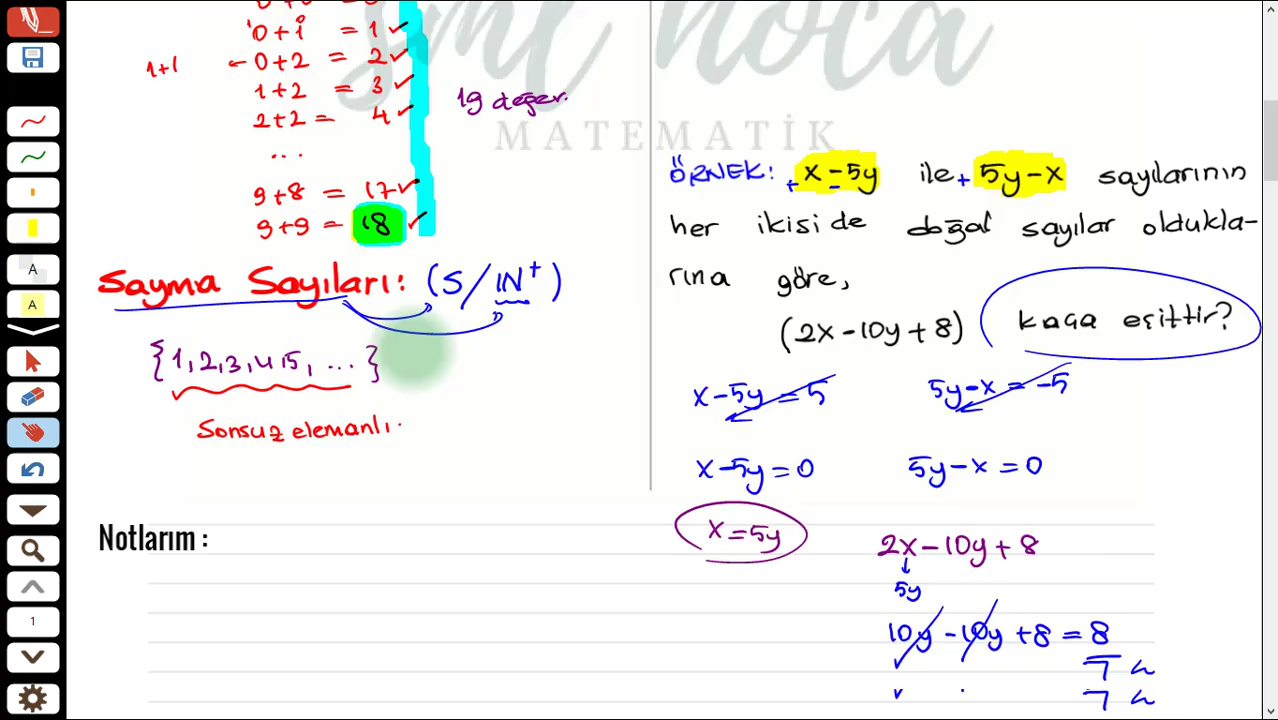 0+1 = 1
1+1 ← 0+2 = 2
1+2 = 3
2+2 = 4
...
9+8 = 17
9+9 = 18
19 değer.
Sayma Sayıları: (S/IN⁺)
{1,2,3,4,5, ...}
Sonsuz elemanlı.
Notlarım :
MATEMATİK
ÖRNEK: x-5y ile 5y-x sayılarının
her ikisi de doğal sayılar oldukla-
rına göre,
(2x-10y+8) kaça eşittir?
x-5y = 5 5y-x = -5
x-5y = 0 5y-x = 0
x=5y 2x-10y+8
5y
10y-10y+8 = 8
A
A
1